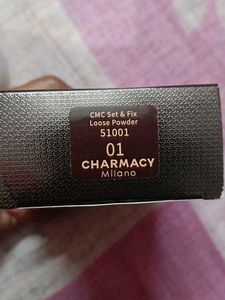 CMC Set & Fix
Loose Powder
51001
01
CHARMACY
Milano